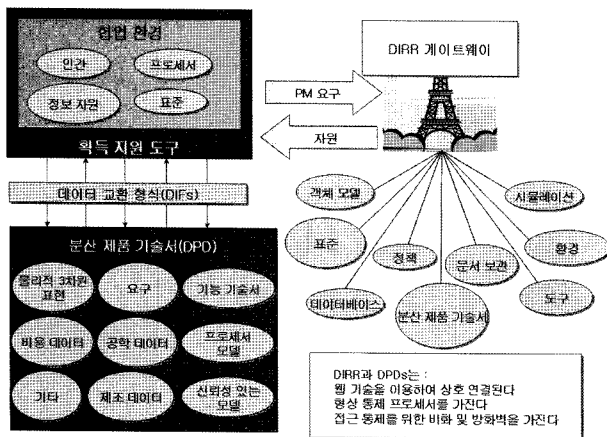 협업 환경
인간
프로세서
정보 자원
표준
획득 자원 도구
데이터 교환 형식(DIFs)
분산 제품 기술서(DPD)
물리적 3차원
표현
요구
기능 기술서
비용 데이터
공학 데이터
프로세서
모델
기타
제조 데이터
신뢰성 있는
모델
PM 요구
자원
DIRR 게이트웨이
객체 모델
시뮬레이션
표준
정책
문서 보관
환경
데이터베이스
분산 제품 기술서
도구
DIRR과 DPDs는 :
웹 기술을 이용하여 상호 연결된다
형상 통제 프로세서를 가진다
접근 통제를 위한 비화 및 방화벽을 가진다